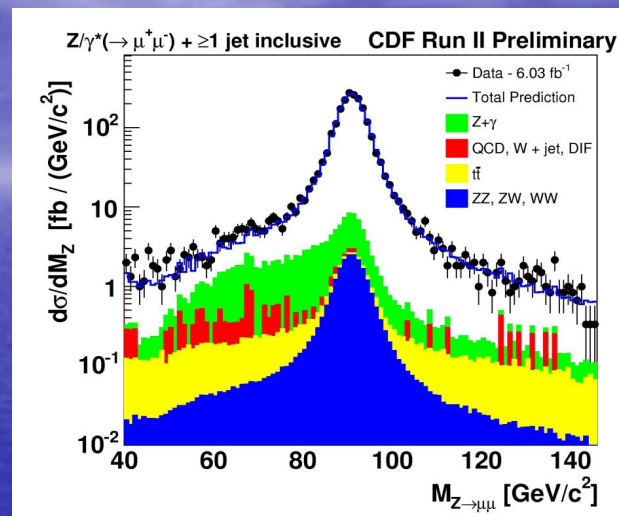 Z/γ*(→ μ⁺μ⁻) + ≥1 jet inclusive CDF Run II Preliminary
Data - 6.03 fb⁻¹
Total Prediction
Z+γ
QCD, W + jet, DIF
tt̄
ZZ, ZW, WW
dσ/dM_Z [fb / (GeV/c²)]
10²
10
1
10⁻¹
10⁻²
40 60 80 100 120 140
M_Z→μμ [GeV/c²]